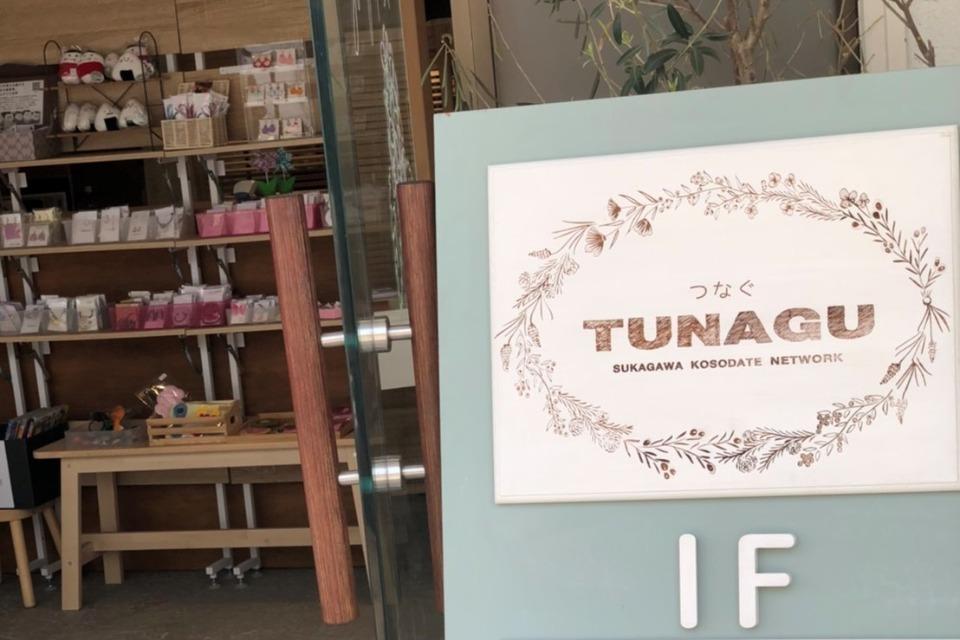 つなぐ
TUNAGU
SUKAGAWA KOSODATE NETWORK
1F